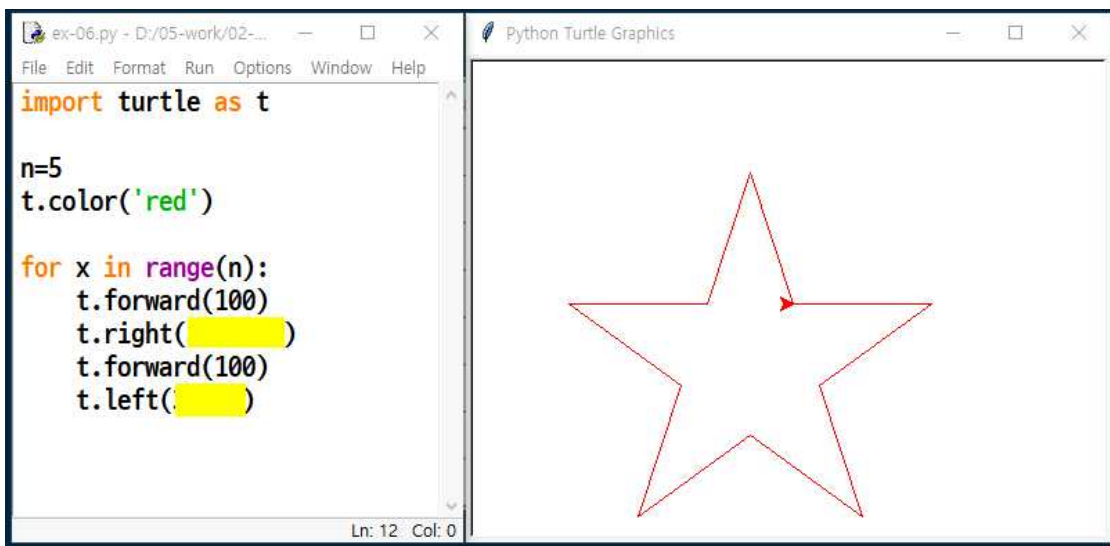 ex-06.py - D:/05-work/02-...
File Edit Format Run Options Window Help
import turtle as t
n=5
t.color('red')
for x in range(n):
    t.forward(100)
    t.right( )
    t.forward(100)
    t.left( )
Ln: 12 Col: 0
Python Turtle Graphics